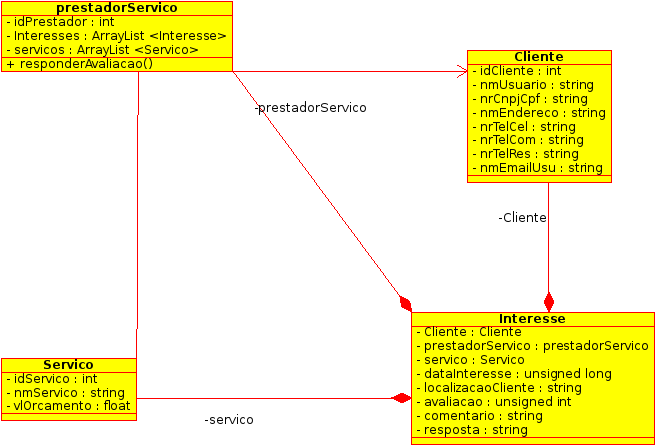 prestadorServico
- idPrestador : int
- Interesses : ArrayList <Interesse>
- servicos : ArrayList <Servico>
+ responderAvaliacao()
Cliente
- idCliente : int
- nmUsuario : string
- nrCnpjCpf : string
- nmEndereco : string
- nrTelCel : string
- nrTelCom : string
- nrTelRes : string
- nmEmailUsu : string
-prestadorServico
-Cliente
Interesse
- Cliente : Cliente
- prestadorServico : prestadorServico
- servico : Servico
- dataInteresse : unsigned long
- localizacaoCliente : string
- avaliacao : unsigned int
- comentario : string
- resposta : string
Servico
- idServico : int
- nmServico : string
- vlOrcamento : float
-servico